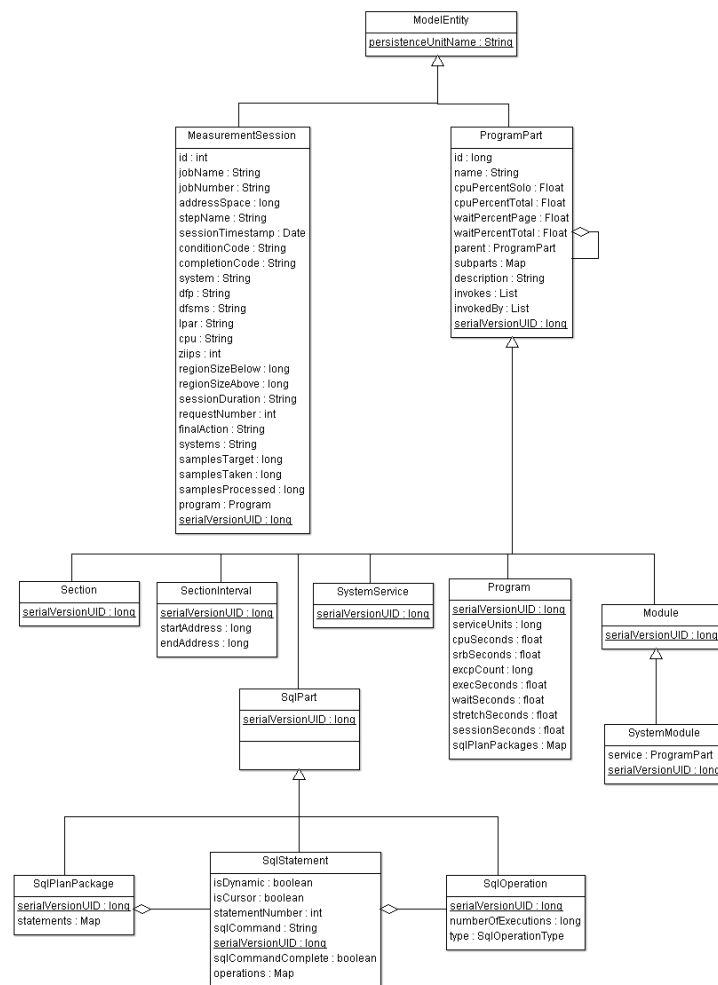 ModelEntity
persistenceUnitName : String
MeasurementSession
id : int
jobName : String
jobNumber : String
addressSpace : long
stepName : String
sessionTimestamp : Date
conditionCode : String
completionCode : String
system : String
dfp : String
dfsms : String
lpar : String
cpu : String
ziips : int
regionSizeBelow : long
regionSizeAbove : long
sessionDuration : String
requestNumber : int
finalAction : String
systems : String
samplesTarget : long
samplesTaken : long
samplesProcessed : long
program : Program
serialVersionUID : long
ProgramPart
id : long
name : String
cpuPercentSolo : Float
cpuPercentTotal : Float
waitPercentPage : Float
waitPercentTotal : Float
parent : ProgramPart
subparts : Map
description : String
invokes : List
invokedBy : List
serialVersionUID : long
Section
serialVersionUID : long
SectionInterval
serialVersionUID : long
startAddress : long
endAddress : long
SystemService
serialVersionUID : long
Program
serialVersionUID : long
serviceUnits : long
cpuSeconds : float
srbSeconds : float
excpCount : long
execSeconds : float
waitSeconds : float
stretchSeconds : float
sessionSeconds : float
sqlPlanPackages : Map
Module
serialVersionUID : long
SqlPart
serialVersionUID : long
SystemModule
service : ProgramPart
serialVersionUID : long
SqlPlanPackage
serialVersionUID : long
statements : Map
SqlStatement
isDynamic : boolean
isCursor : boolean
statementNumber : int
sqlCommand : String
serialVersionUID : long
sqlCommandComplete : boolean
operations : Map
SqlOperation
serialVersionUID : long
numberOfExecutions : long
type : SqlOperationType